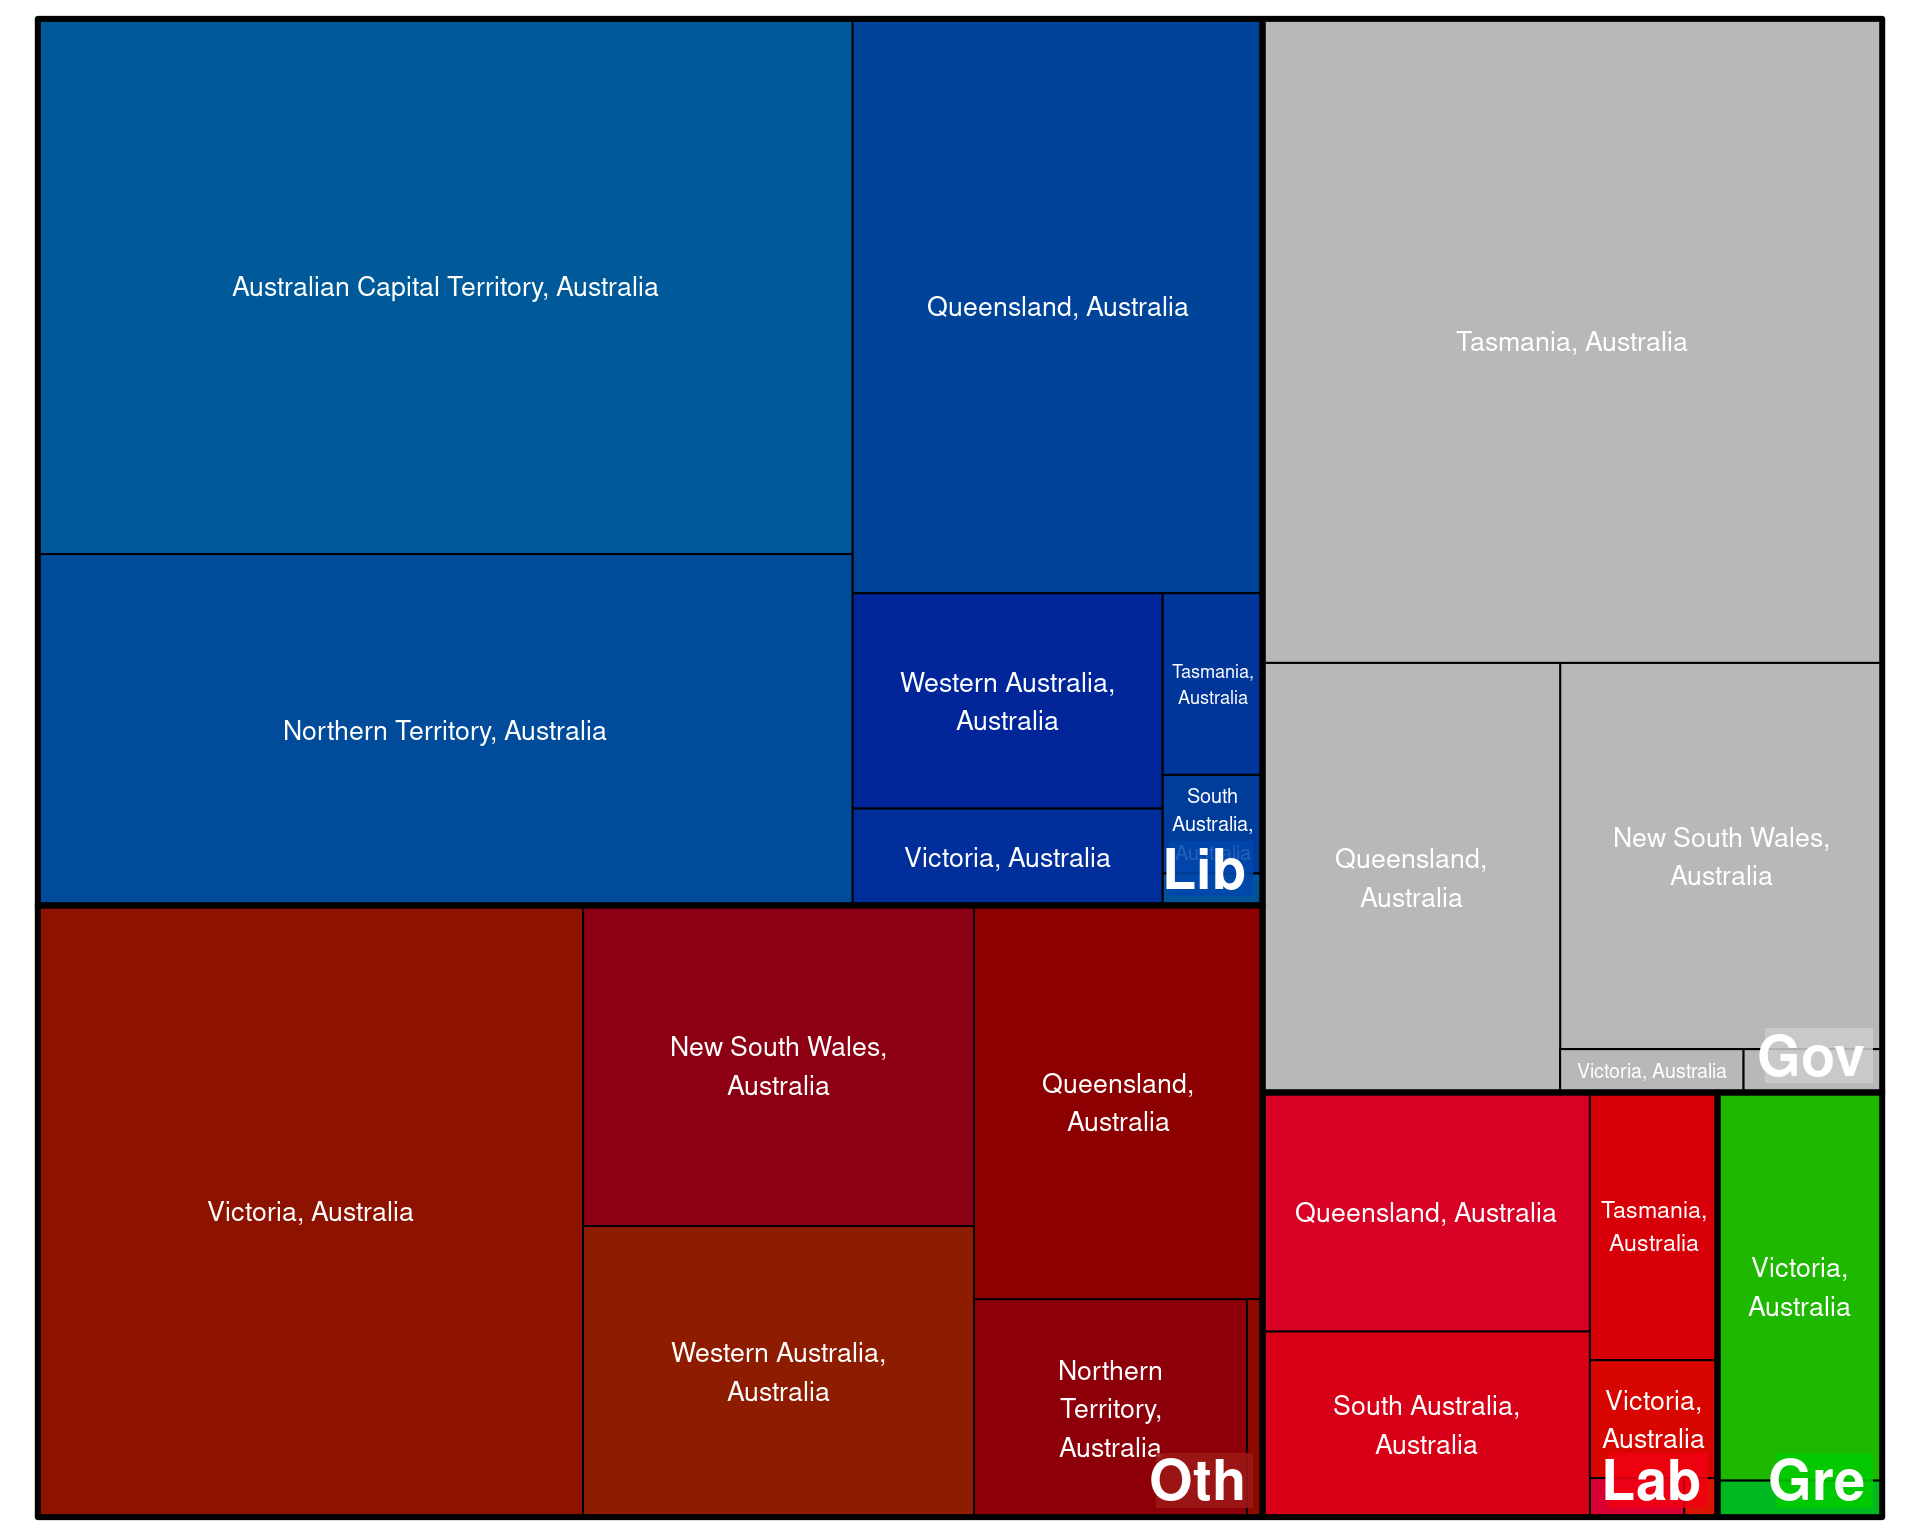 Australian Capital Territory, Australia
Queensland, Australia
Tasmania, Australia
Northern Territory, Australia
Western Australia,
Australia
Tasmania,
Australia
South
Australia,
Australia
Victoria, Australia
Lib
Queensland,
Australia
New South Wales,
Australia
Victoria, Australia
Gov
Victoria, Australia
New South Wales,
Australia
Queensland,
Australia
Western Australia,
Australia
Northern
Territory,
Australia
Oth
Queensland, Australia
Tasmania,
Australia
South Australia,
Australia
Victoria,
Australia
Lab
Victoria,
Australia
Gre